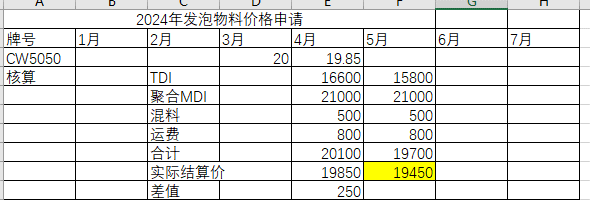 A B C D E F G H
2024年发泡物料价格申请
牌号 1月 2月 3月 4月 5月 6月 7月
CW5050 20 19.85
核算 TDI 16600 15800
聚合MDI 21000 21000
混料 500 500
运费 800 800
合计 20100 19700
实际结算价 19850 19450
差值 250